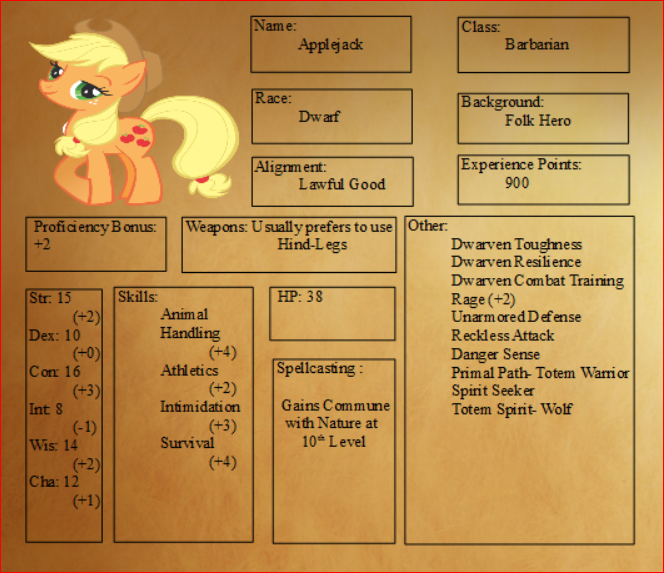 Name:
Applejack
Class:
Barbarian
Race:
Dwarf
Background:
Folk Hero
Alignment:
Lawful Good
Experience Points:
900
Proficiency Bonus:
+2
Weapons: Usually prefers to use
Hind-Legs
Other:
Dwarven Toughness
Dwarven Resilience
Dwarven Combat Training
Rage (+2)
Unarmored Defense
Reckless Attack
Danger Sense
Primal Path- Totem Warrior
Spirit Seeker
Totem Spirit- Wolf
Str: 15
(+2)
Dex: 10
(+0)
Con: 16
(+3)
Int: 8
(-1)
Wis: 14
(+2)
Cha: 12
(+1)
Skills:
Animal
Handling
(+4)
Athletics
(+2)
Intimidation
(+3)
Survival
(+4)
HP: 38
Spellcasting :
Gains Commune
with Nature at
10th Level